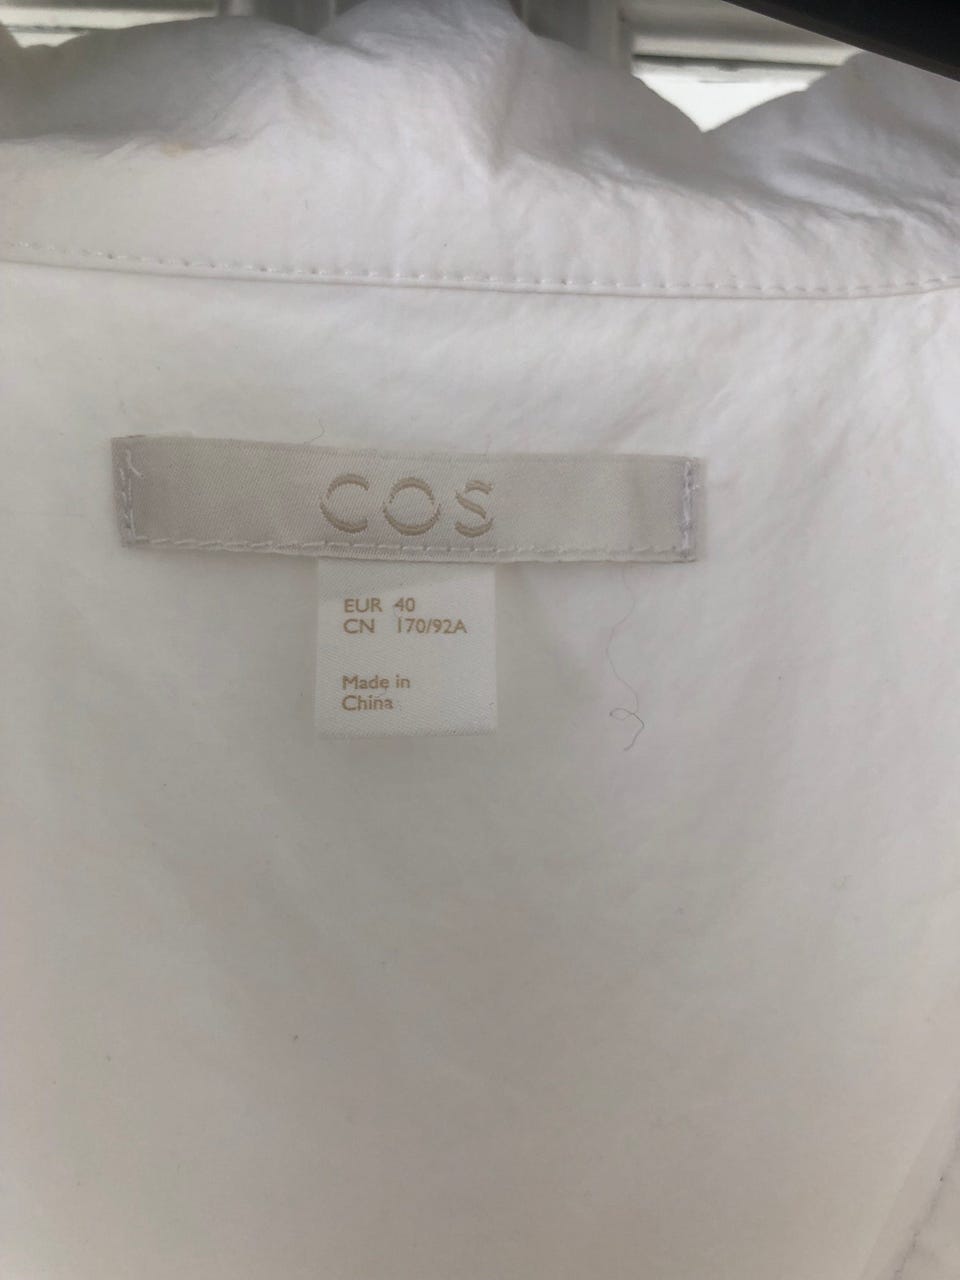 COS
EUR 40
CN 170/92A
Made in
China